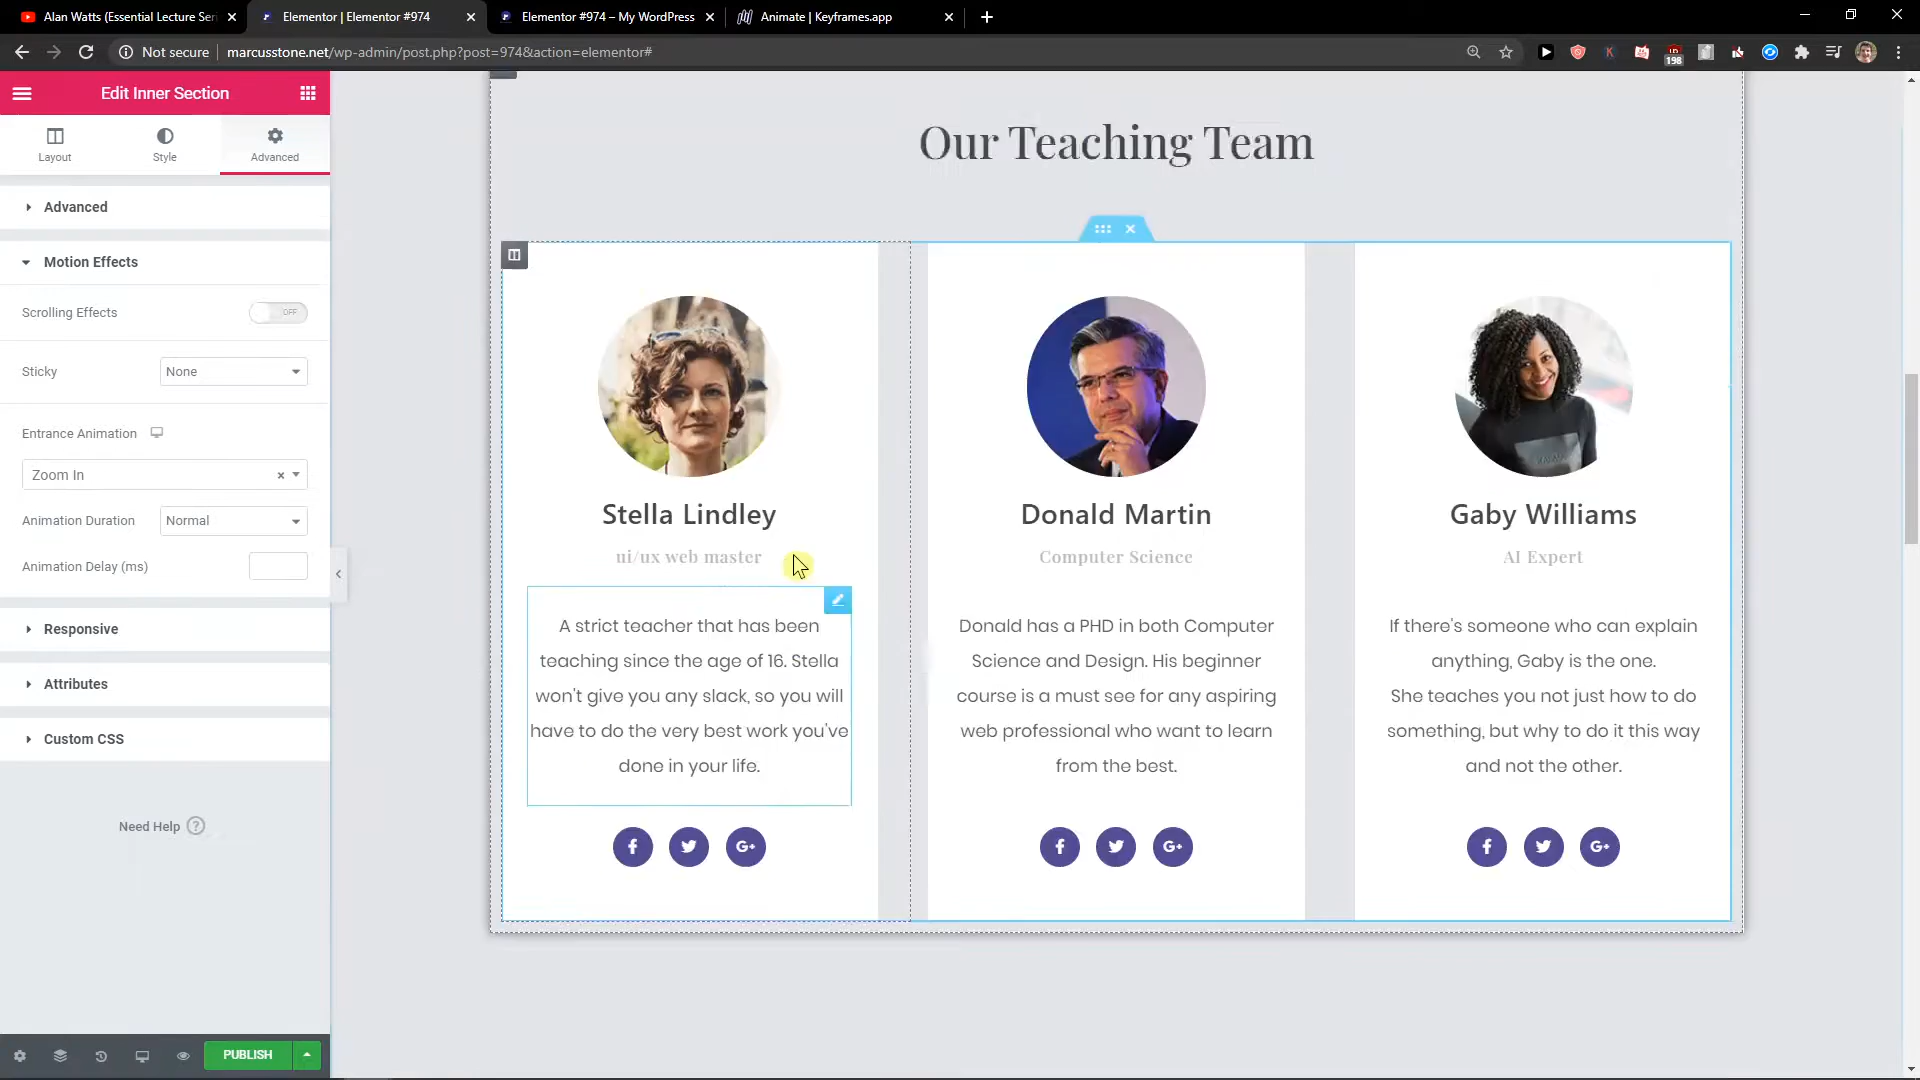 Alan Watts (Essential Lecture Seri
Elementor | Elementor #974
Elementor #974 – My WordPress
Animate | Keyframes.app
Not secure
marcusstone.net/wp-admin/post.php?post=974&action=elementor#
198
Edit Inner Section
Layout
Style
Advanced
Advanced
Motion Effects
Scrolling Effects
OFF
Sticky
None
Entrance Animation
Zoom In
Animation Duration
Normal
Animation Delay (ms)
Responsive
Attributes
Custom CSS
Need Help
PUBLISH
Our Teaching Team
Stella Lindley
ui/ux web master
A strict teacher that has been
teaching since the age of 16. Stella
won't give you any slack, so you will
have to do the very best work you've
done in your life.
Donald Martin
Computer Science
Donald has a PHD in both Computer
Science and Design. His beginner
course is a must see for any aspiring
web professional who want to learn
from the best.
Gaby Williams
AI Expert
If there's someone who can explain
anything, Gaby is the one.
She teaches you not just how to do
something, but why to do it this way
and not the other.